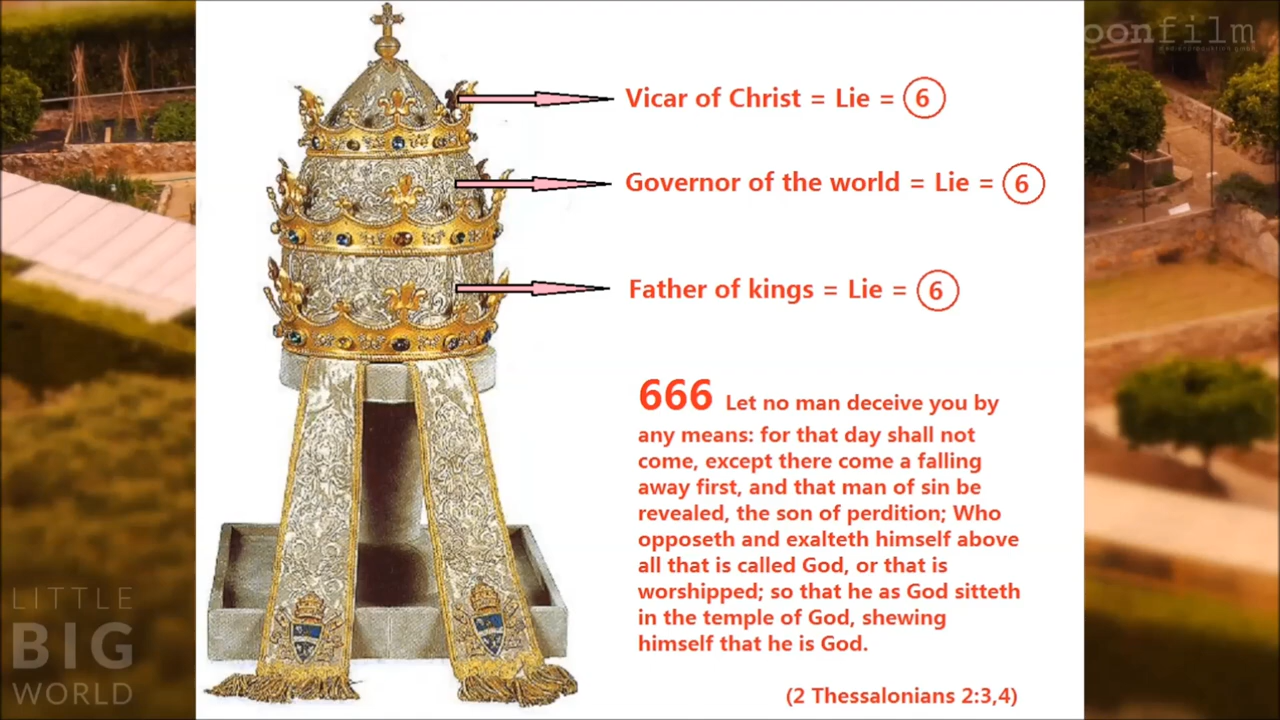 oonfilm
Vicar of Christ = Lie = 6
Governor of the world = Lie = 6
Father of kings = Lie = 6
666 Let no man deceive you by
any means: for that day shall not
come, except there come a falling
away first, and that man of sin be
revealed, the son of perdition; Who
opposeth and exalteth himself above
all that is called God, or that is
worshipped; so that he as God sitteth
in the temple of God, shewing
himself that he is God.
(2 Thessalonians 2:3,4)
LITTLE
BIG
WORLD